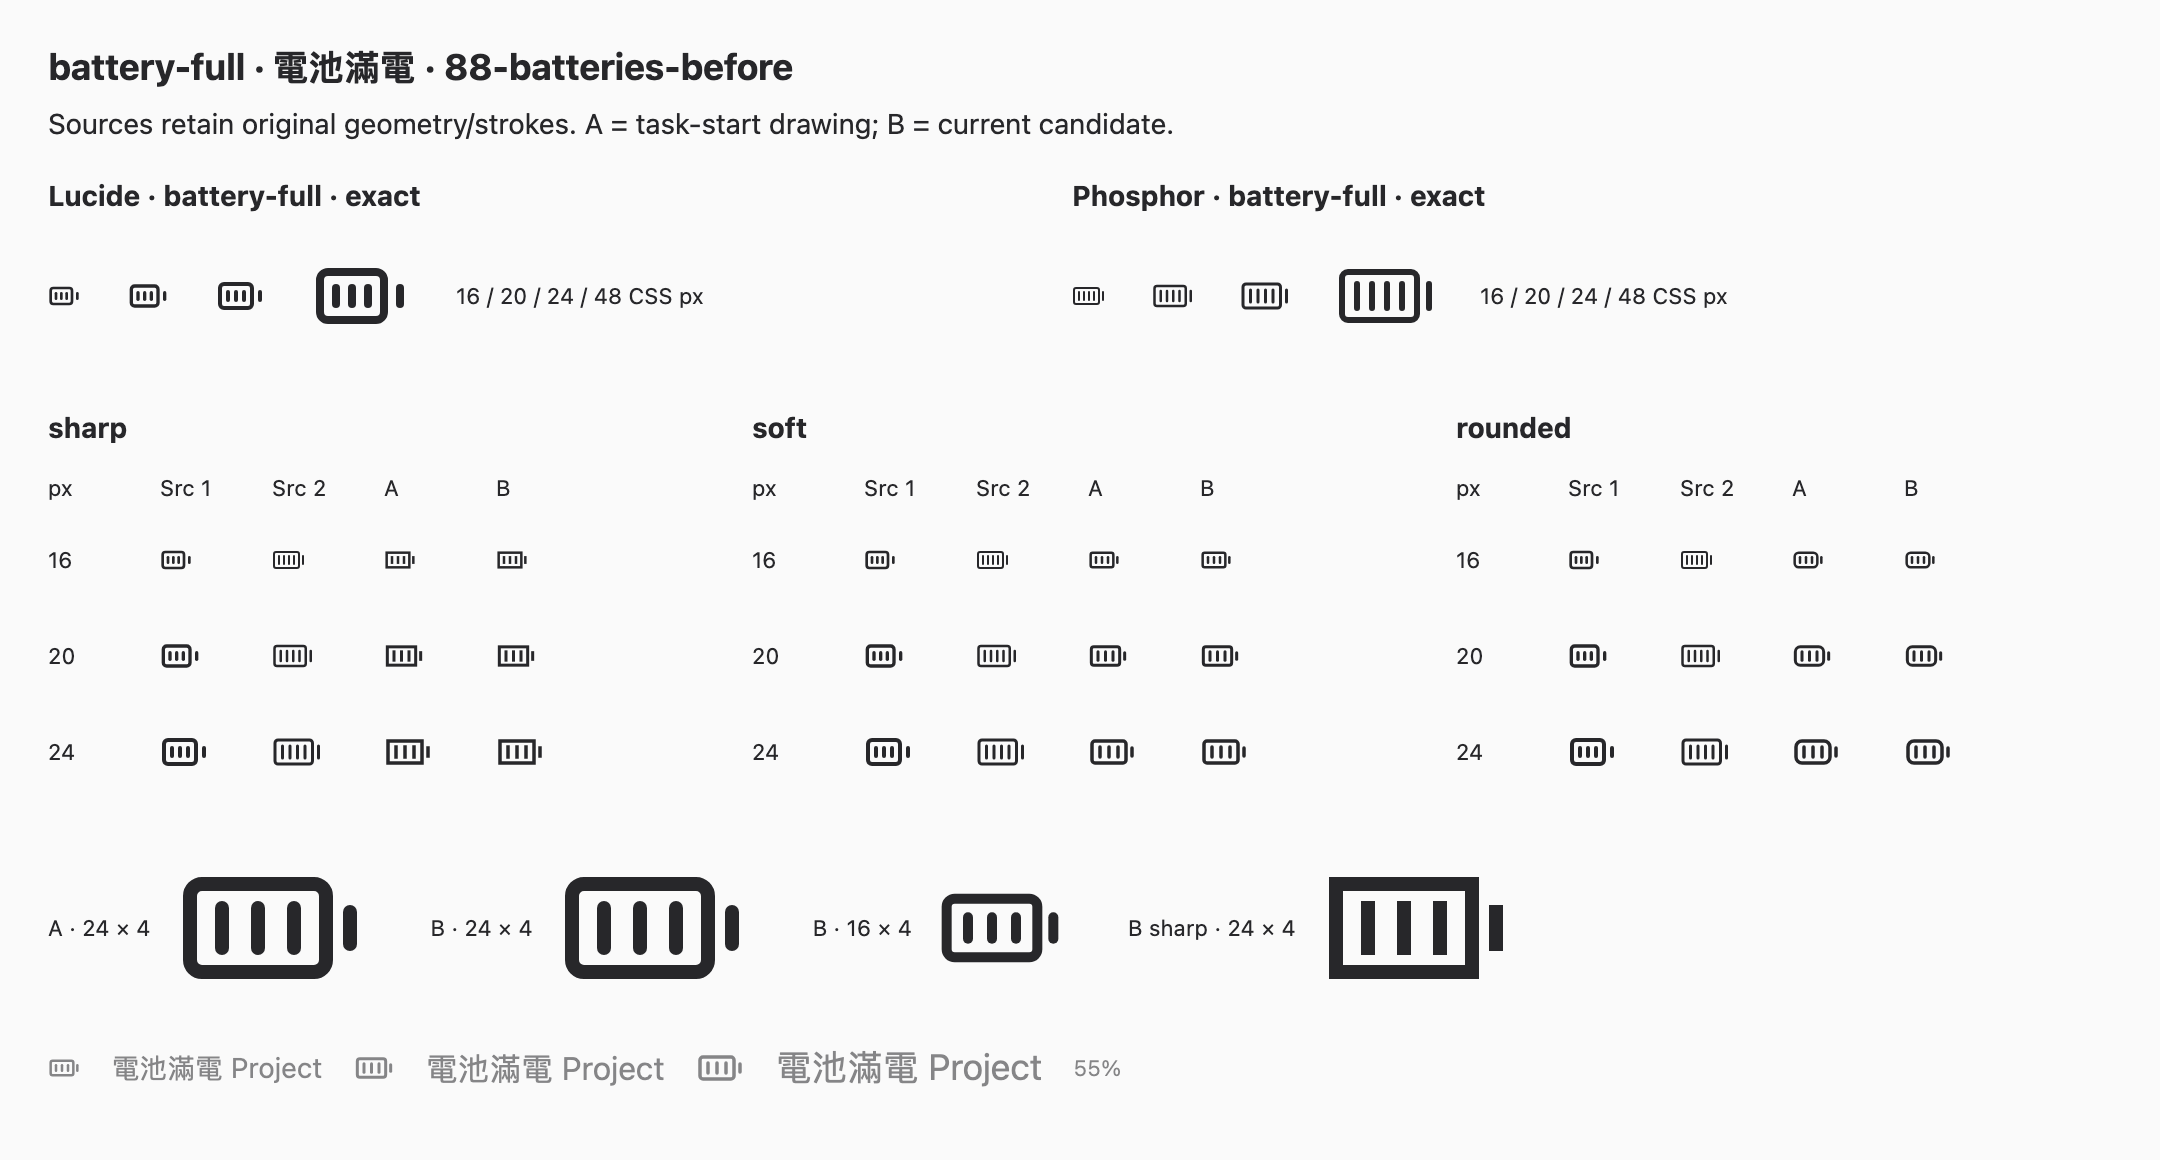 battery-full · 電池滿電 · 88-batteries-before
Sources retain original geometry/strokes. A = task-start drawing; B = current candidate.
Lucide · battery-full · exact
Phosphor · battery-full · exact
16 / 20 / 24 / 48 CSS px
16 / 20 / 24 / 48 CSS px
sharp
px Src 1 Src 2 A B
16
20
24
soft
px Src 1 Src 2 A B
16
20
24
rounded
px Src 1 Src 2 A B
16
20
24
A · 24 × 4
B · 24 × 4
B · 16 × 4
B sharp · 24 × 4
電池滿電 Project 電池滿電 Project 電池滿電 Project 55%